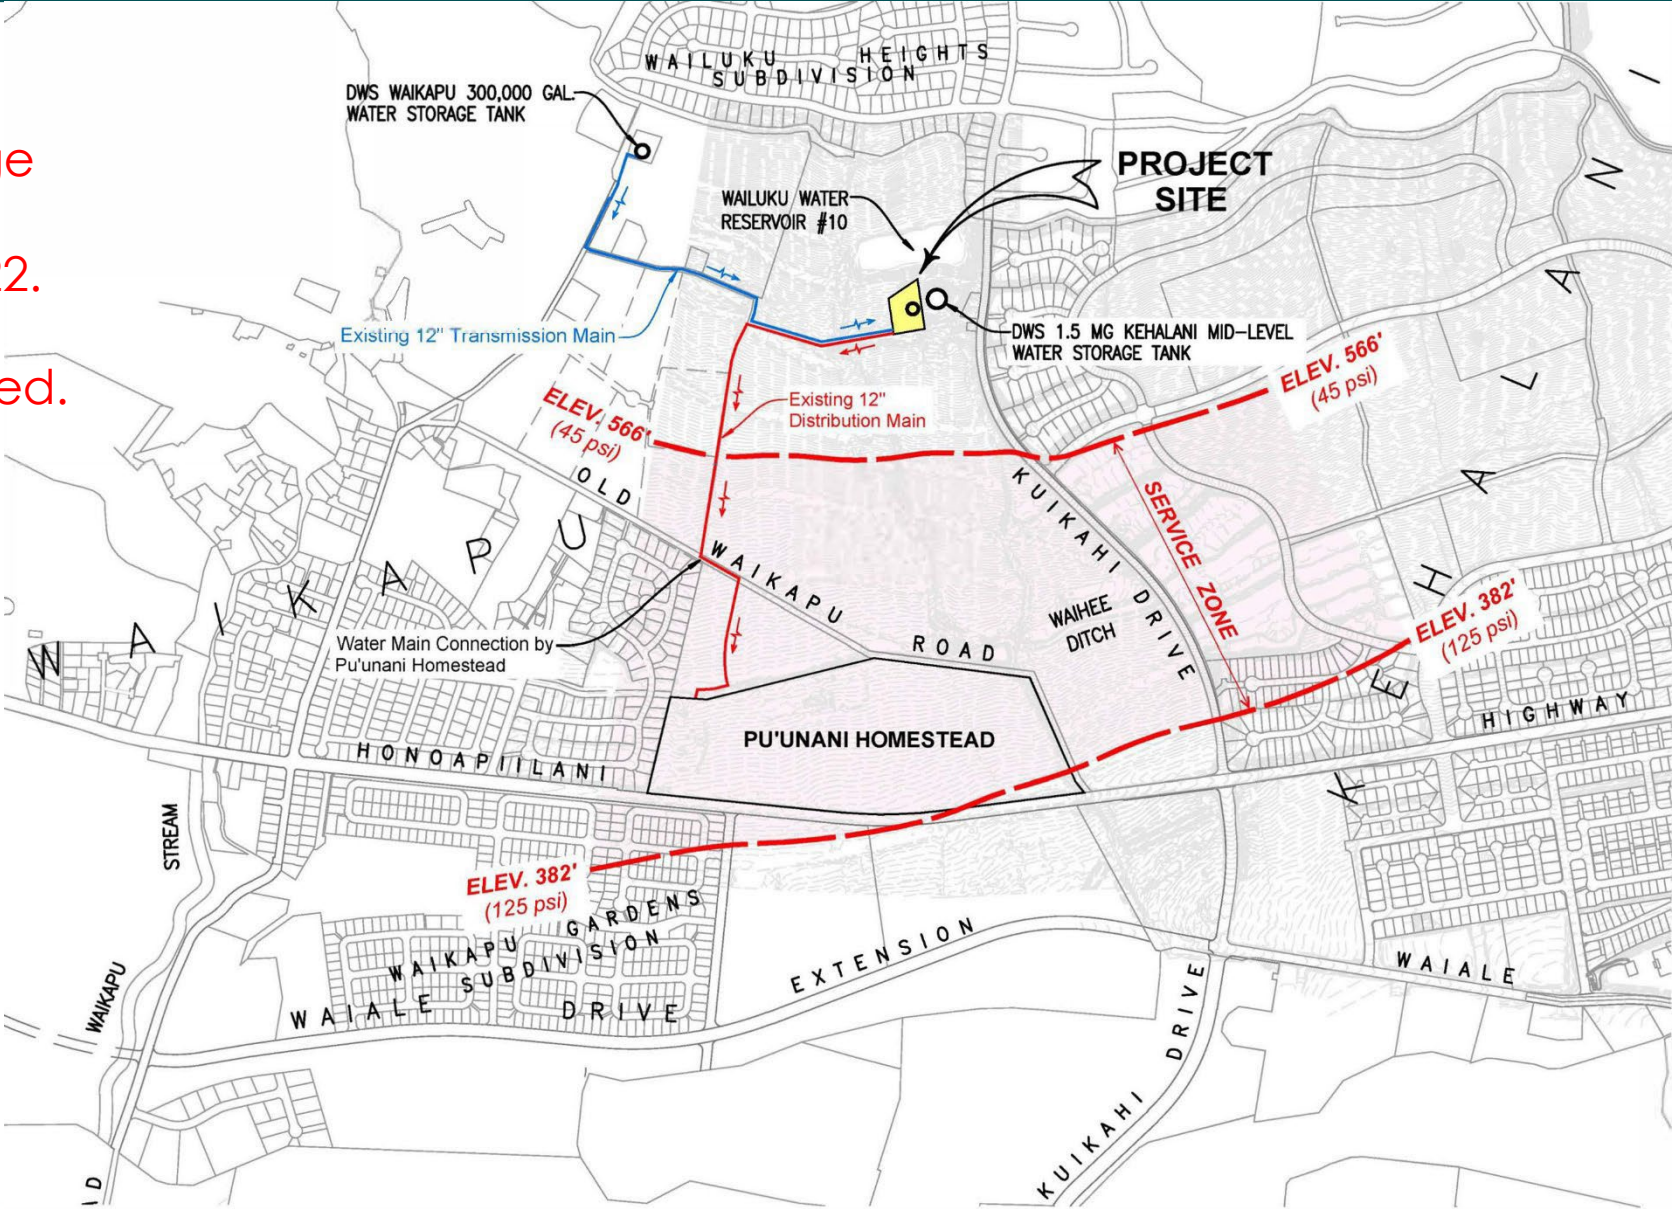 WAILUKU HEIGHTS
SUBDIVISION
DWS WAIKAPU 300,000 GAL.
WATER STORAGE TANK
ge
22.
ed.
PROJECT
SITE
WAILUKU WATER
RESERVOIR #10
Existing 12" Transmission Main
DWS 1.5 MG KEHALANI MID-LEVEL
WATER STORAGE TANK
ELEV. 566'
(45 psi)
ELEV. 566'
(45 psi)
Existing 12"
Distribution Main
OLD WAIKAPU ROAD
KUIKAHI DRIVE
SERVICE ZONE
WAIKAPU
KEHALANI
WAIHEE
DITCH
ELEV. 382'
(125 psi)
Water Main Connection by
Pu'unani Homestead
PU'UNANI HOMESTEAD
HONOAPIILANI HIGHWAY
STREAM
WAIKAPU
ELEV. 382'
(125 psi)
WAIKAPU GARDENS
SUBDIVISION
WAIALE DRIVE EXTENSION
WAIALE
KUIKAHI DRIVE